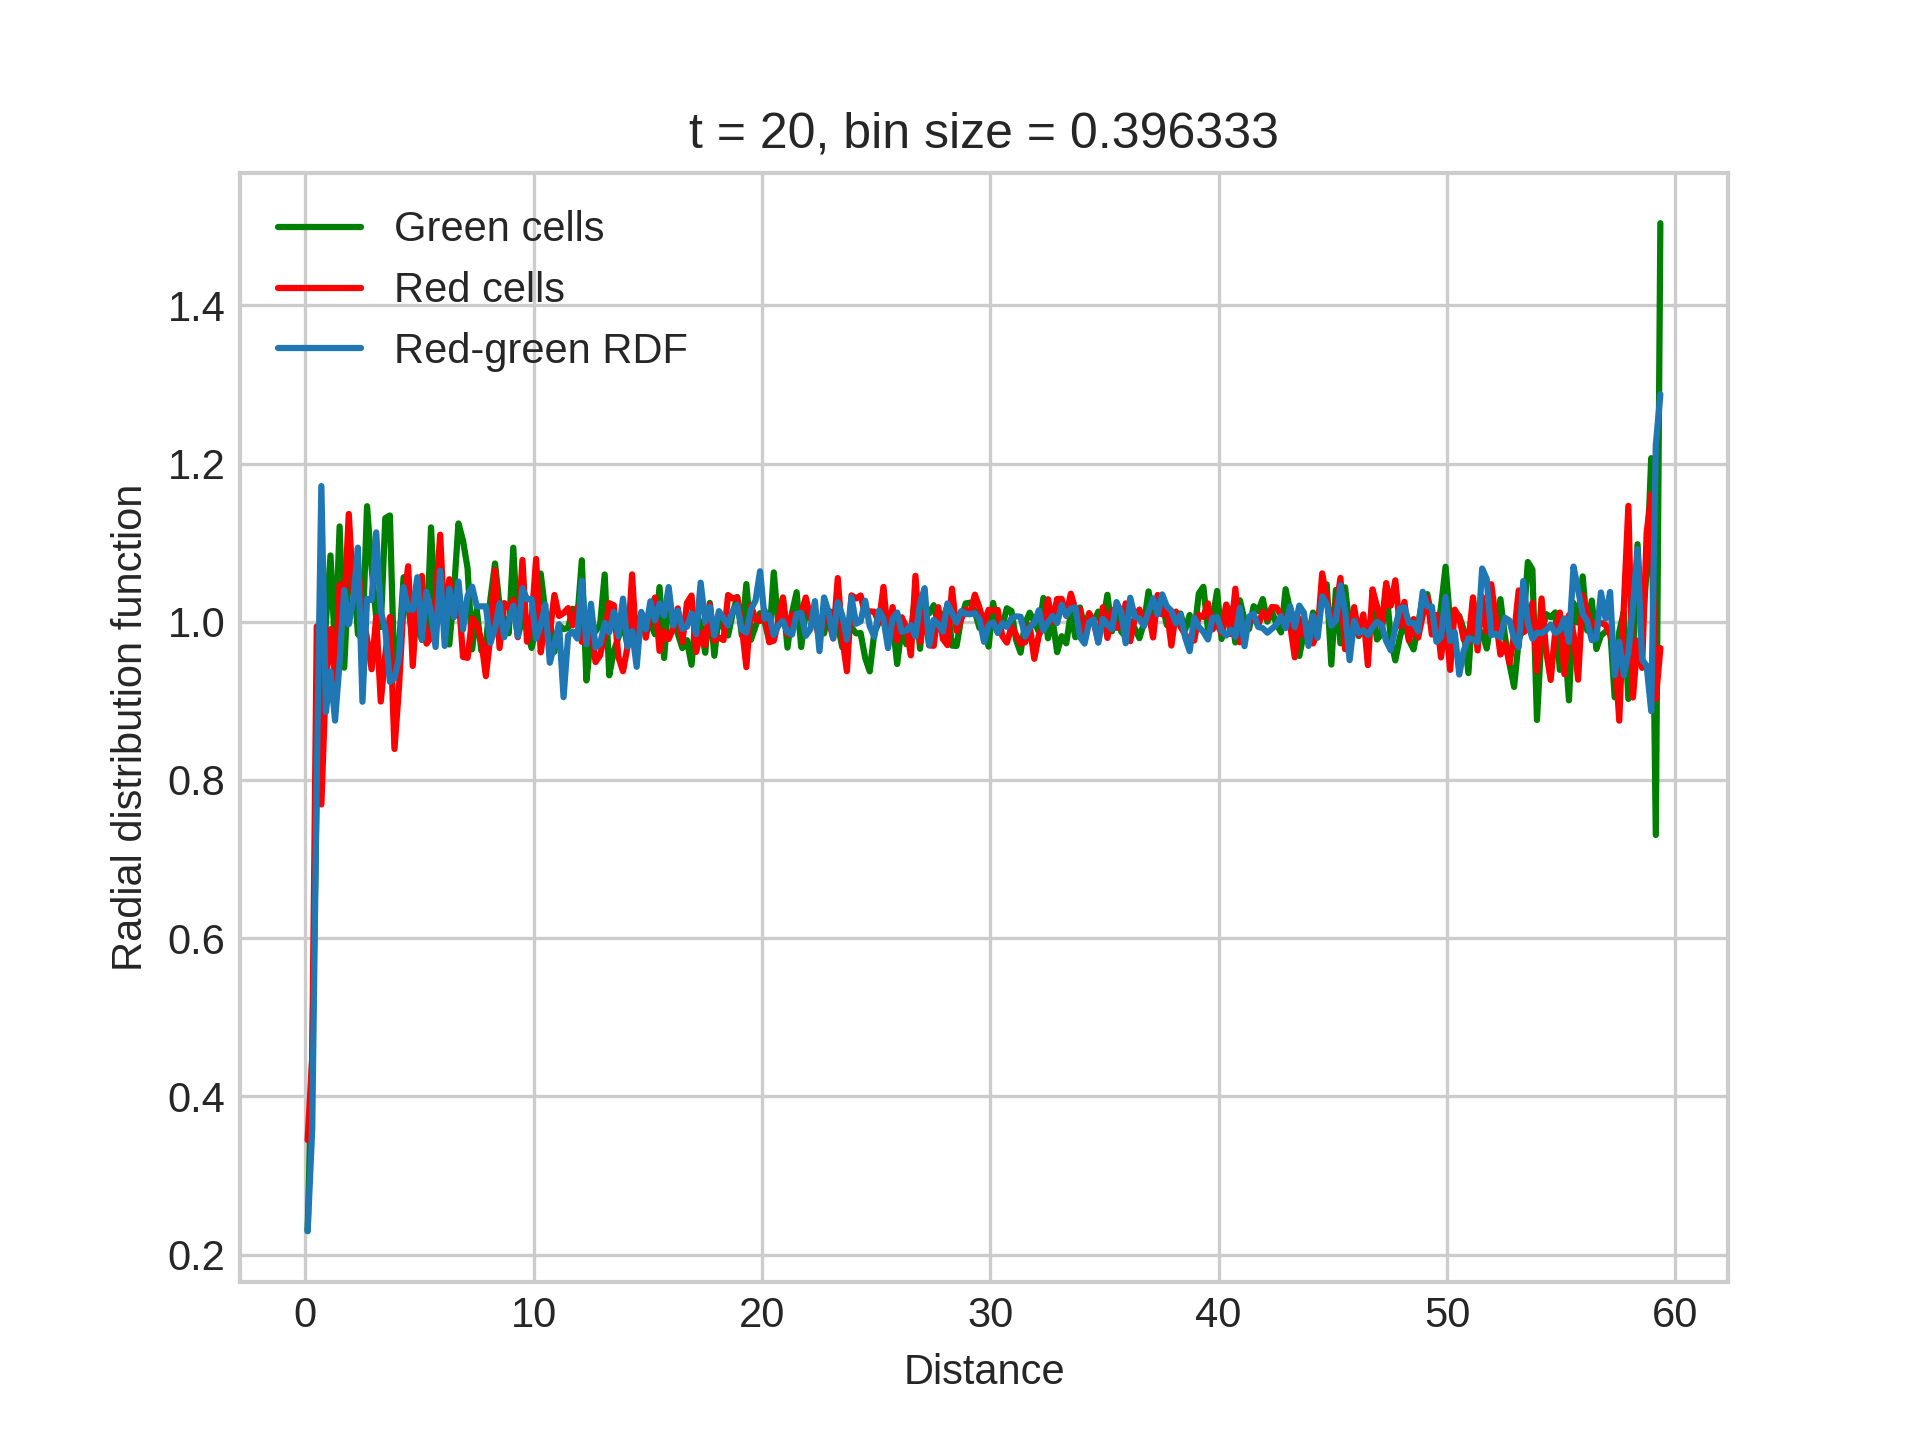 t = 20, bin size = 0.396333
Green cells
Red cells
Red-green RDF
Radial distribution function
1.4
1.2
1.0
0.8
0.6
0.4
0.2
0 10 20 30 40 50 60
Distance